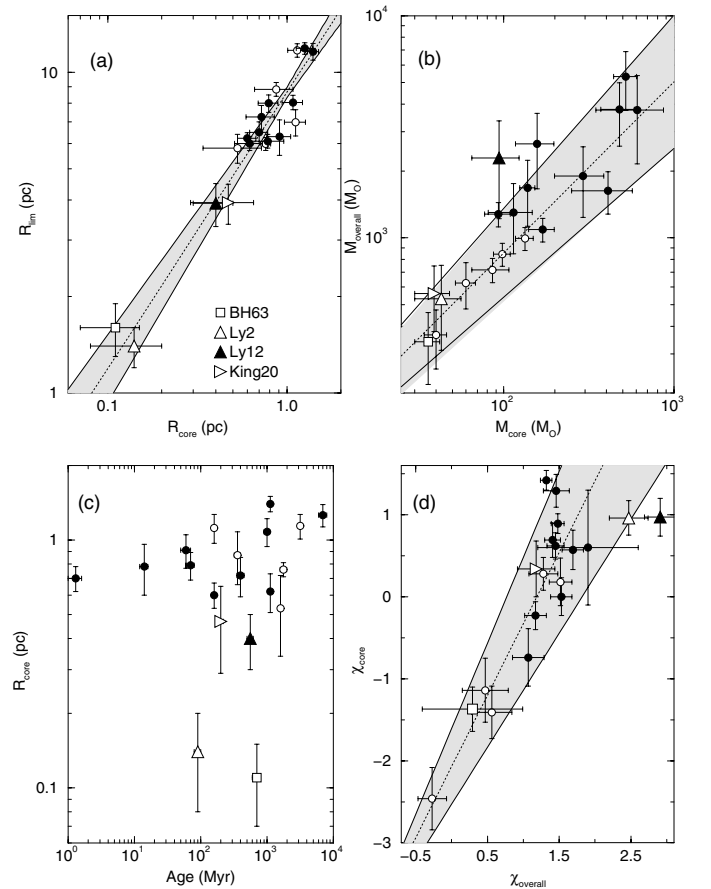 (a)
10
1
R_lim (pc)
0.1
1.0
R_core (pc)
BH63
Ly2
Ly12
King20
(b)
10^4
10^3
M_overall (M_O)
10^2
10^3
M_core (M_O)
(c)
1
0.1
R_core (pc)
10^0
10^1
10^2
10^3
10^4
Age (Myr)
(d)
1
0
−1
−2
−3
χ_core
−0.5
0.5
1.5
2.5
χ_overall